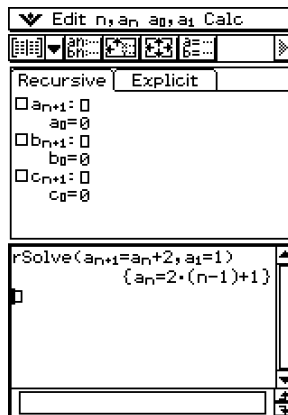 Edit n,aₙ a₀,a₁ Calc
Recursive Explicit
aₙ₊₁:
a₀=0
bₙ₊₁:
b₀=0
cₙ₊₁:
c₀=0
rSolve(aₙ₊₁=aₙ+2,a₁=1)
{aₙ=2·(n-1)+1}